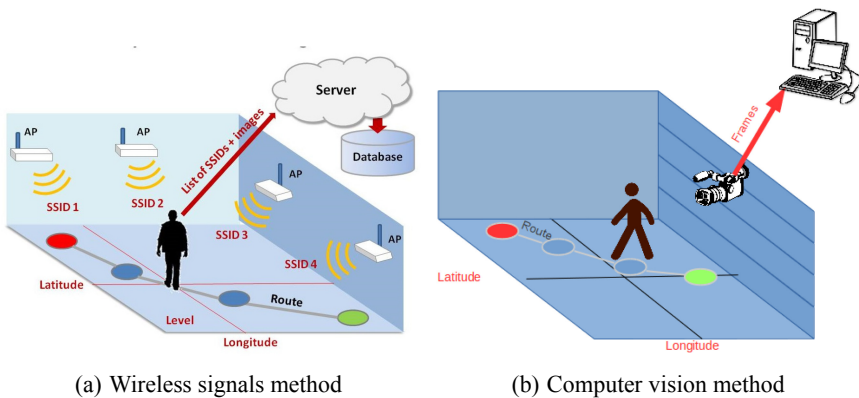 Server
Database
List of SSIDs + images
AP
AP
AP
AP
SSID 1
SSID 2
SSID 3
SSID 4
Latitude
Route
Level
Longitude
(a) Wireless signals method
Frames
Route
Latitude
Longitude
(b) Computer vision method